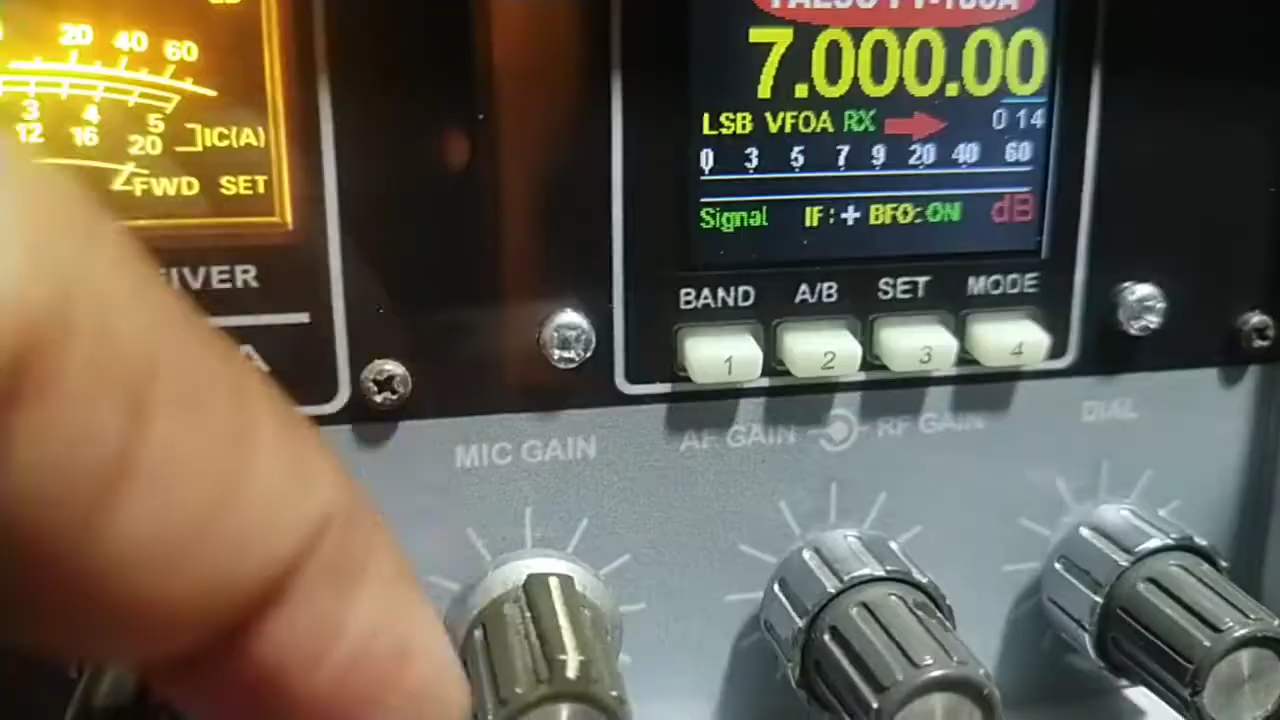 20 40 60
3 4 5
12 16 20 IC(A)
FWD SET
7.000.00
LSB VFOA RX 0 14
0 3 5 7 9 20 40 60
Signal IF:+ BFO:ON dB
BAND A/B SET MODE
1 2 3 4
MIC GAIN AF GAIN RF GAIN DIAL